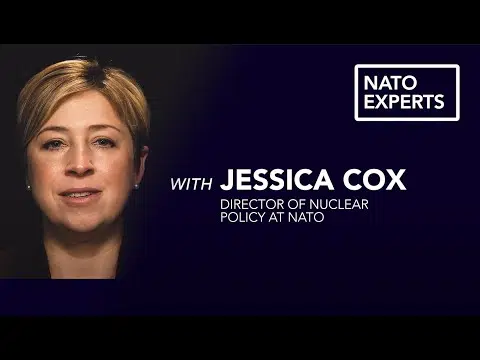 NATO
EXPERTS
WITH JESSICA COX
DIRECTOR OF NUCLEAR
POLICY AT NATO